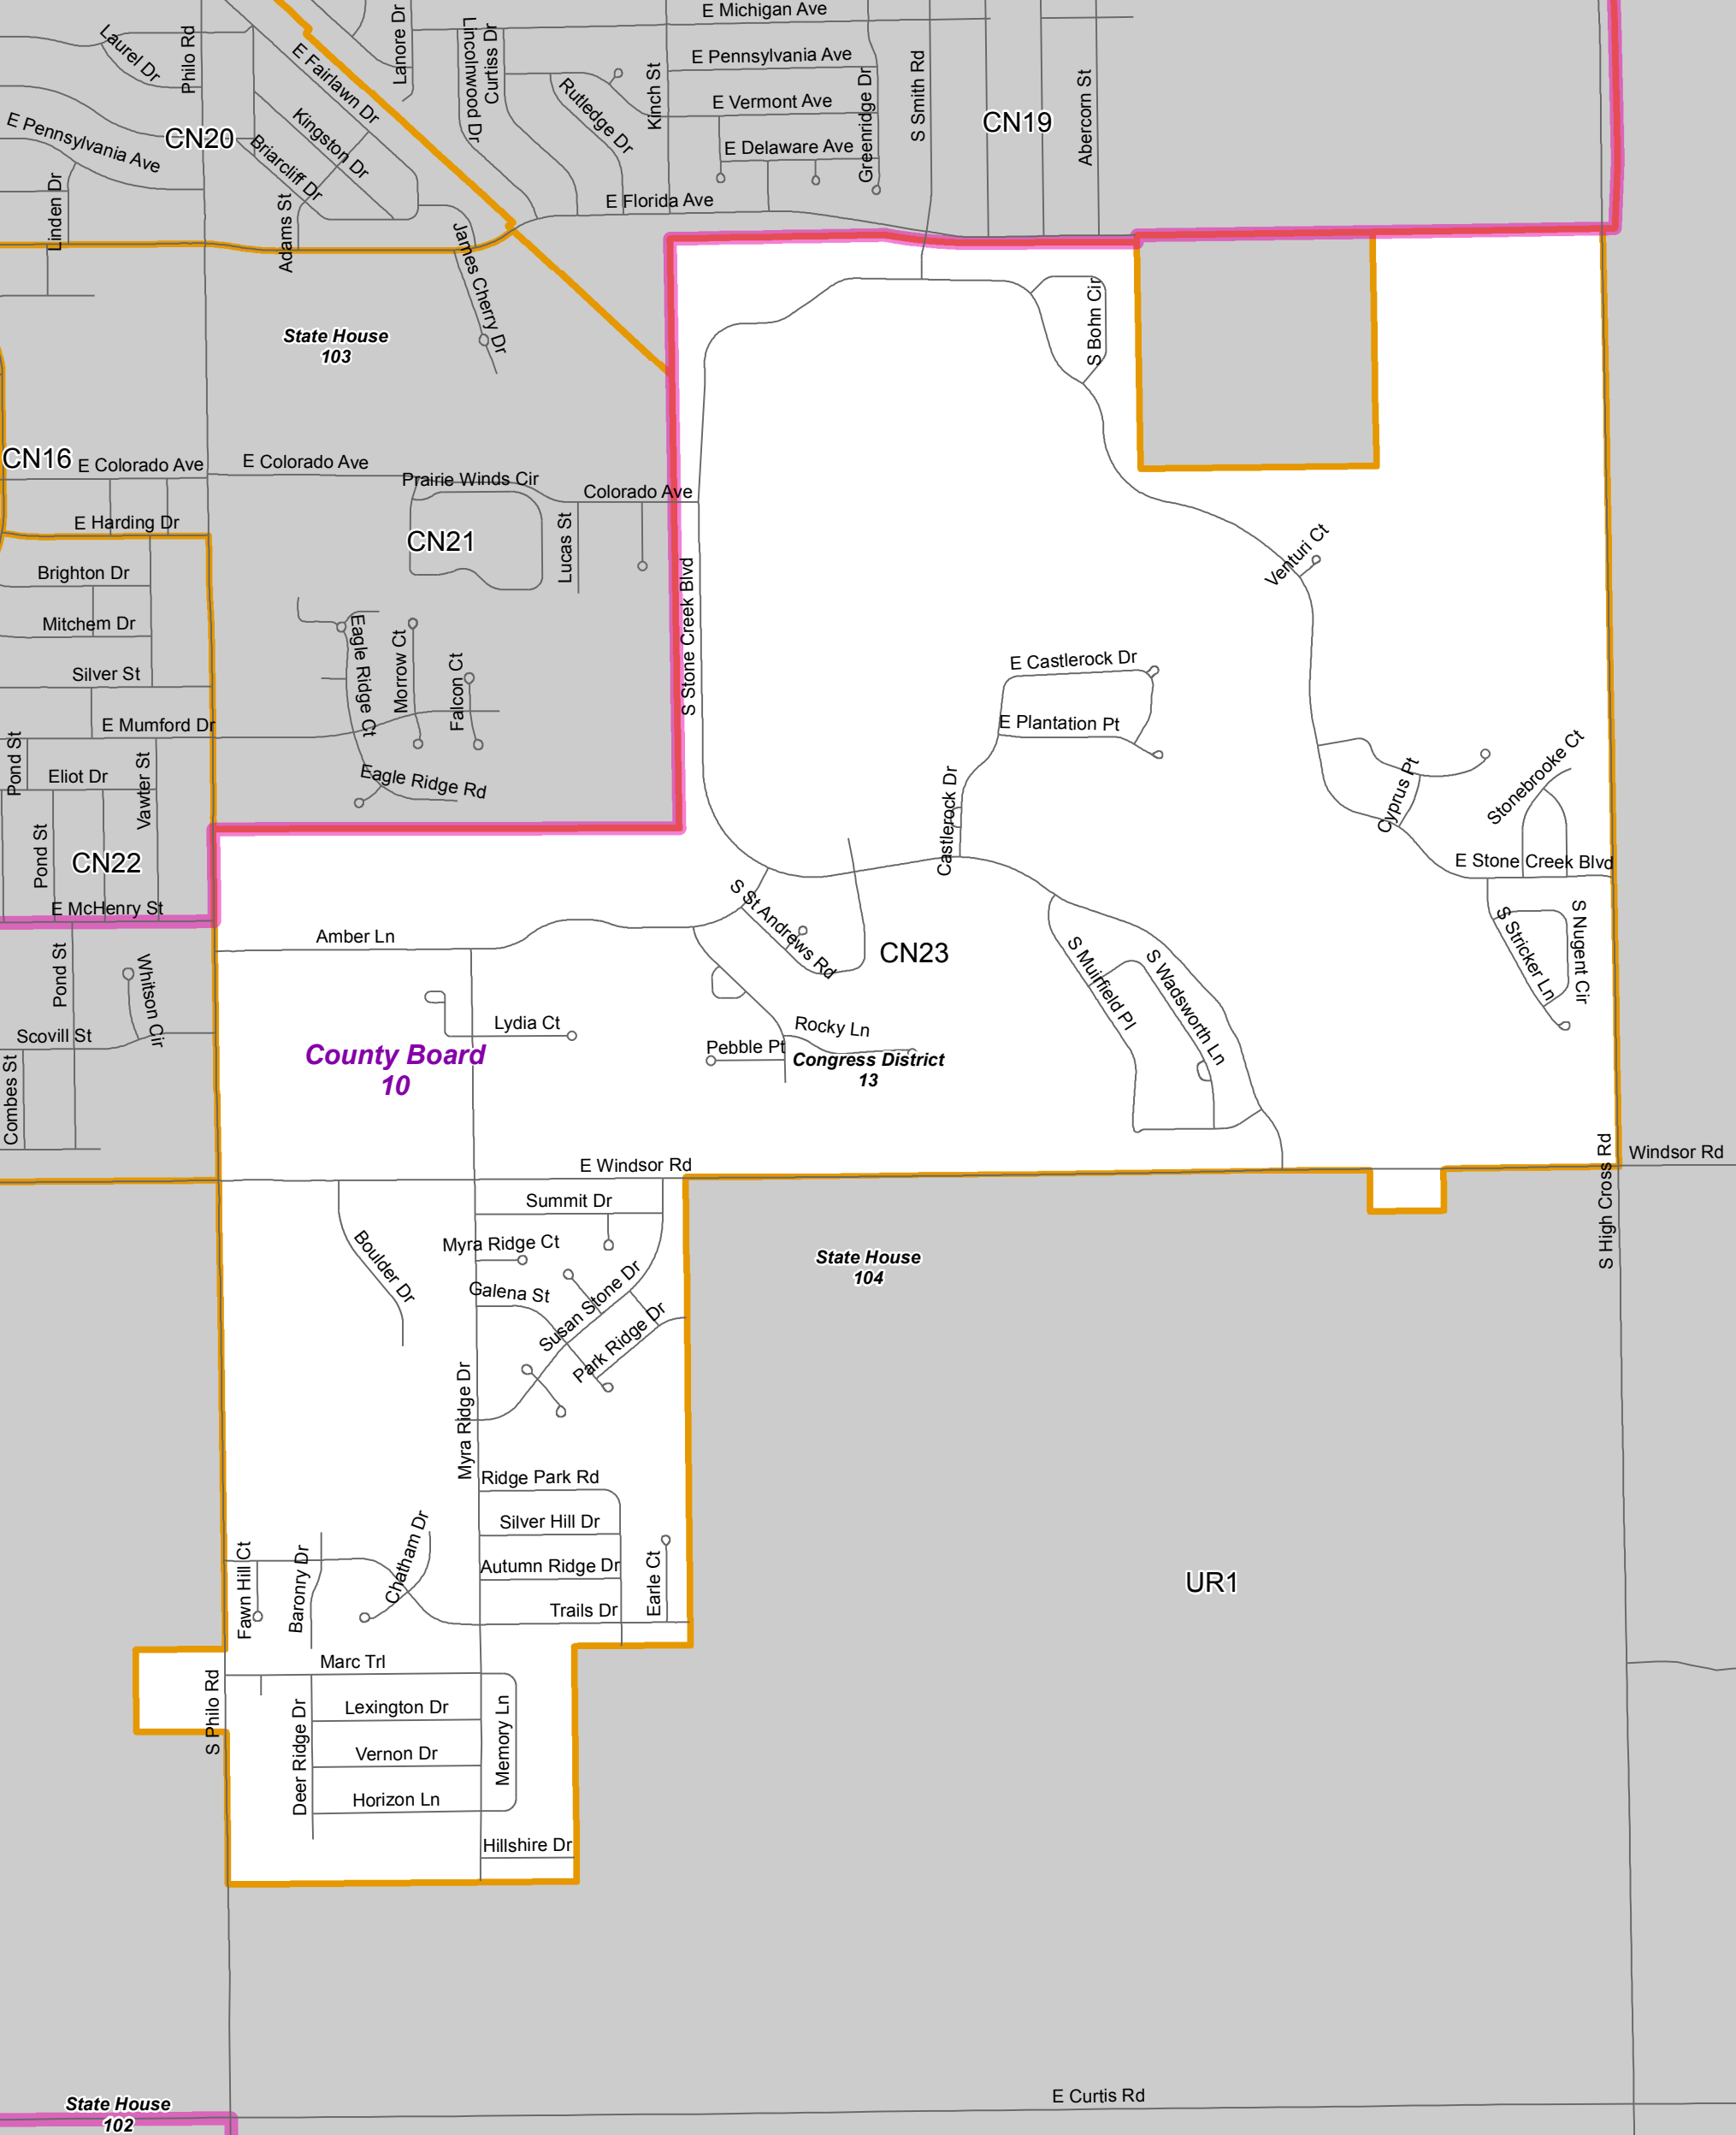 E Michigan Ave
Laurel Dr
Philo Rd
E Fairlawn Dr
Lanore Dr
Lincolnwood Dr
Curtiss Dr
Rutledge Dr
Kinch St
E Pennsylvania Ave
E Vermont Ave
E Delaware Ave
Greenridge Dr
S Smith Rd
CN19
Abercorn St
E Pennsylvania Ave
CN20
Kingston Dr
Briarcliff Dr
Linden Dr
Adams St
E Florida Ave
James Cherry Dr
State House
103
S Bohn Cir
CN16
E Colorado Ave
E Colorado Ave
Prairie Winds Cir
Colorado Ave
E Harding Dr
CN21
Lucas St
Venturi Ct
Brighton Dr
Mitchem Dr
Silver St
E Mumford Dr
Eagle Ridge Ct
Morrow Ct
Falcon Ct
S Stone Creek Blvd
E Castlerock Dr
E Plantation Pt
Pond St
Eliot Dr
Vawter St
Eagle Ridge Rd
Castlerock Dr
Cyprus Pt
Stonebrooke Ct
Pond St
CN22
E Stone Creek Blvd
E McHenry St
Amber Ln
S St Andrews Rd
CN23
S Muirfield Pl
S Wadsworth Ln
S Stricker Ln
S Nugent Cir
Pond St
Whitson Cir
Scovill St
Lydia Ct
Rocky Ln
Pebble Pt
County Board
10
Congress District
13
Combes St
E Windsor Rd
Windsor Rd
S High Cross Rd
Summit Dr
Boulder Dr
Myra Ridge Ct
Galena St
Susan Stone Dr
Park Ridge Dr
State House
104
Myra Ridge Dr
Ridge Park Rd
Silver Hill Dr
Autumn Ridge Dr
Trails Dr
Earle Ct
Fawn Hill Ct
Baronry Dr
Chatham Dr
UR1
Marc Trl
S Philo Rd
Deer Ridge Dr
Lexington Dr
Vernon Dr
Horizon Ln
Memory Ln
Hillshire Dr
State House
102
E Curtis Rd